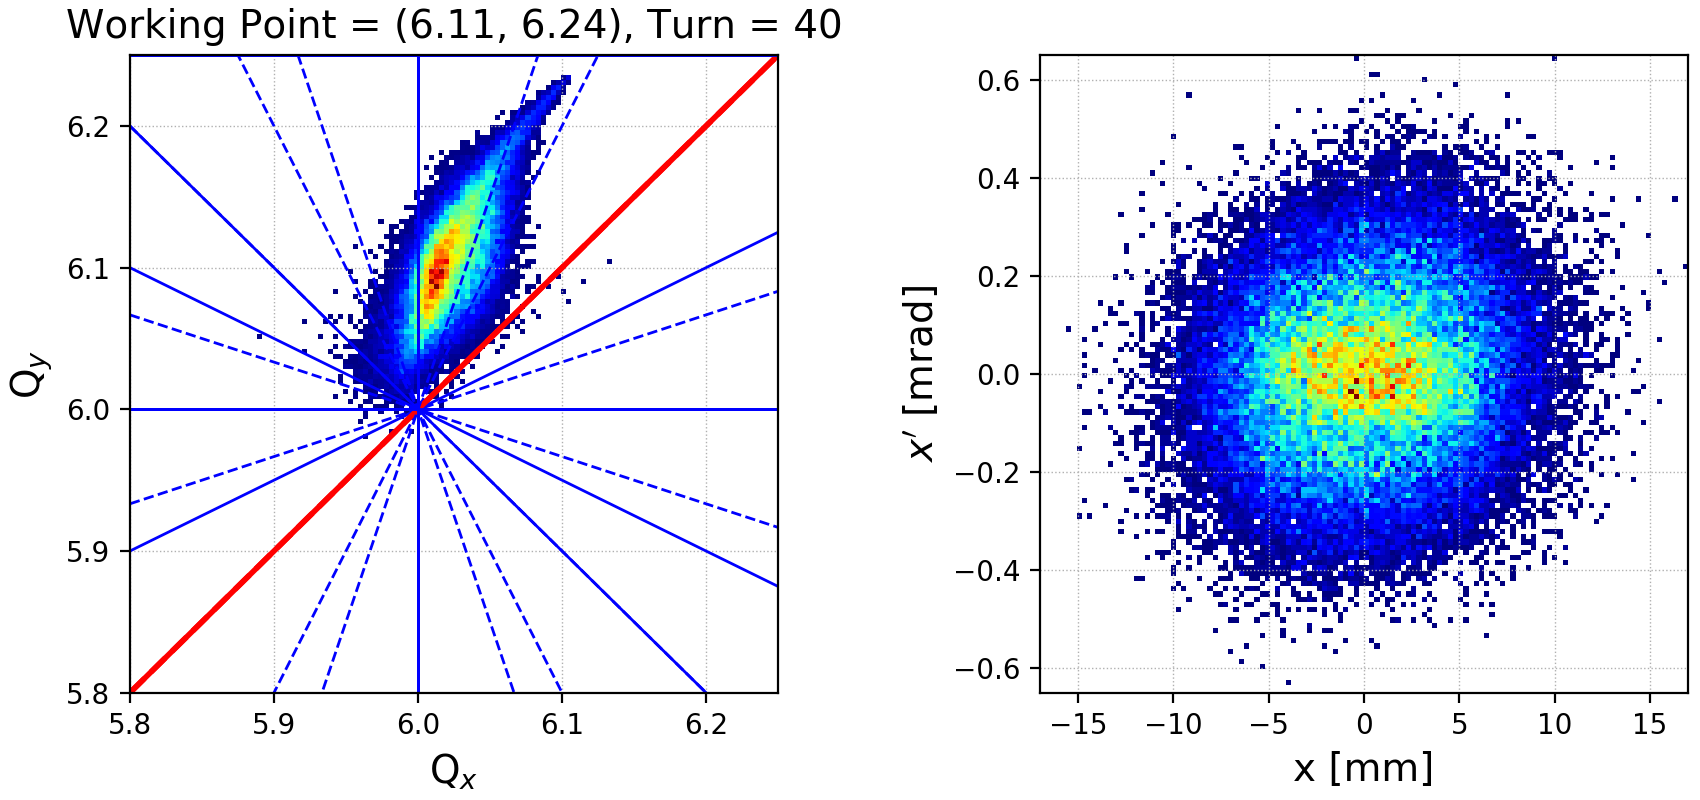 Working Point = (6.11, 6.24), Turn = 40
6.2
6.1
6.0
5.9
5.8
Qy
5.8 5.9 6.0 6.1 6.2
Qx
0.6
0.4
0.2
0.0
−0.2
−0.4
−0.6
x′ [mrad]
−15 −10 −5 0 5 10 15
x [mm]